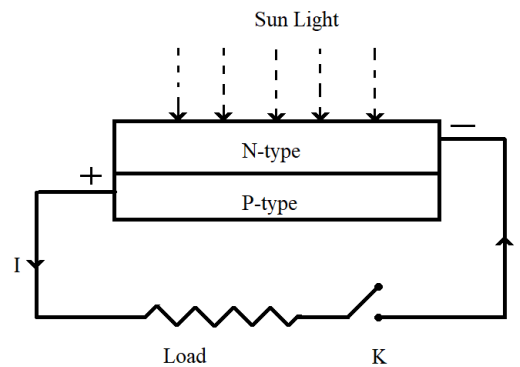 Sun Light
N-type
−
+
P-type
I
Load
K